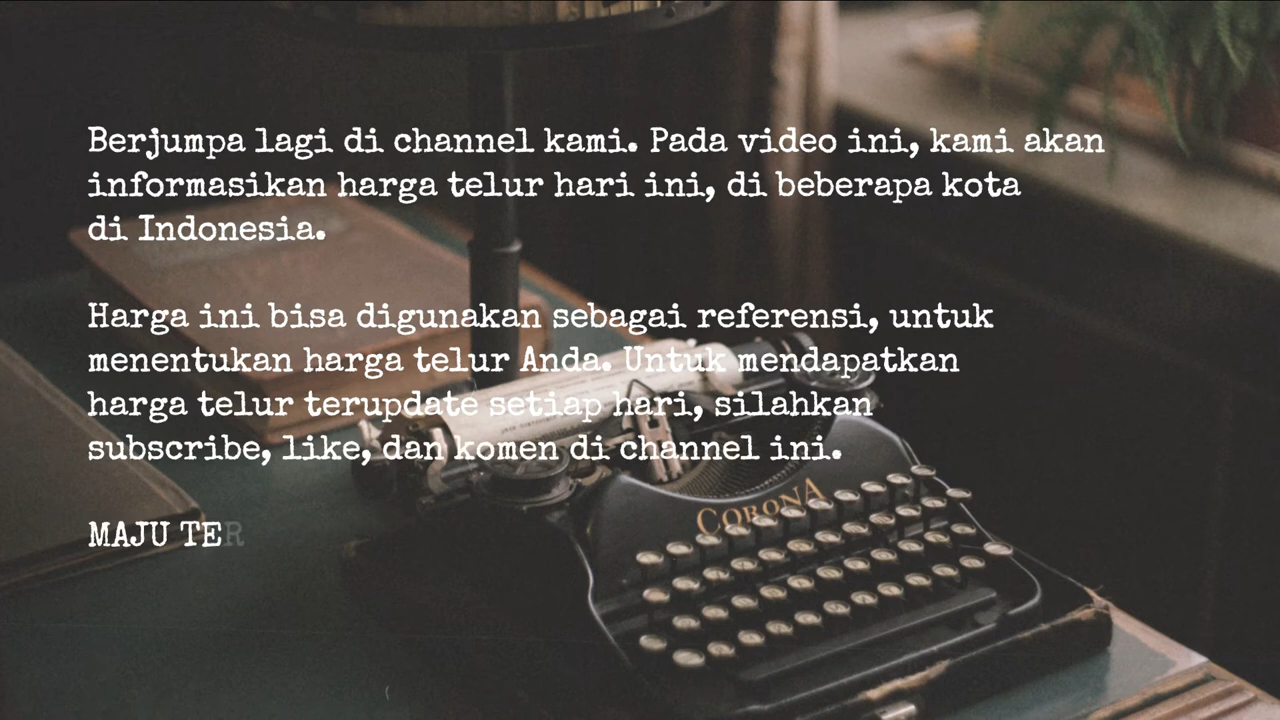 Berjumpa lagi di channel kami. Pada video ini, kami akan
informasikan harga telur hari ini, di beberapa kota
di Indonesia.
Harga ini bisa digunakan sebagai referensi, untuk
menentukan harga telur Anda. Untuk mendapatkan
harga telur terupdate setiap hari, silahkan
subscribe, like, dan komen di channel ini.
MAJU TER
CORONA